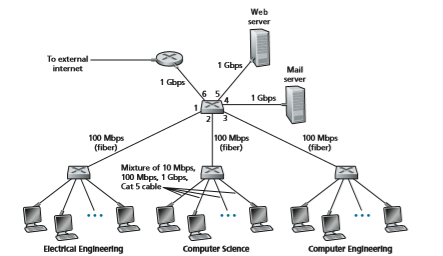 Web
server
To external
internet
1 Gbps
Mail
server
1 Gbps
6 5
4
1 Gbps
1
2 3
100 Mbps
(fiber)
100 Mbps
(fiber)
100 Mbps
(fiber)
Mixture of 10 Mbps,
100 Mbps, 1 Gbps,
Cat 5 cable
Electrical Engineering
Computer Science
Computer Engineering